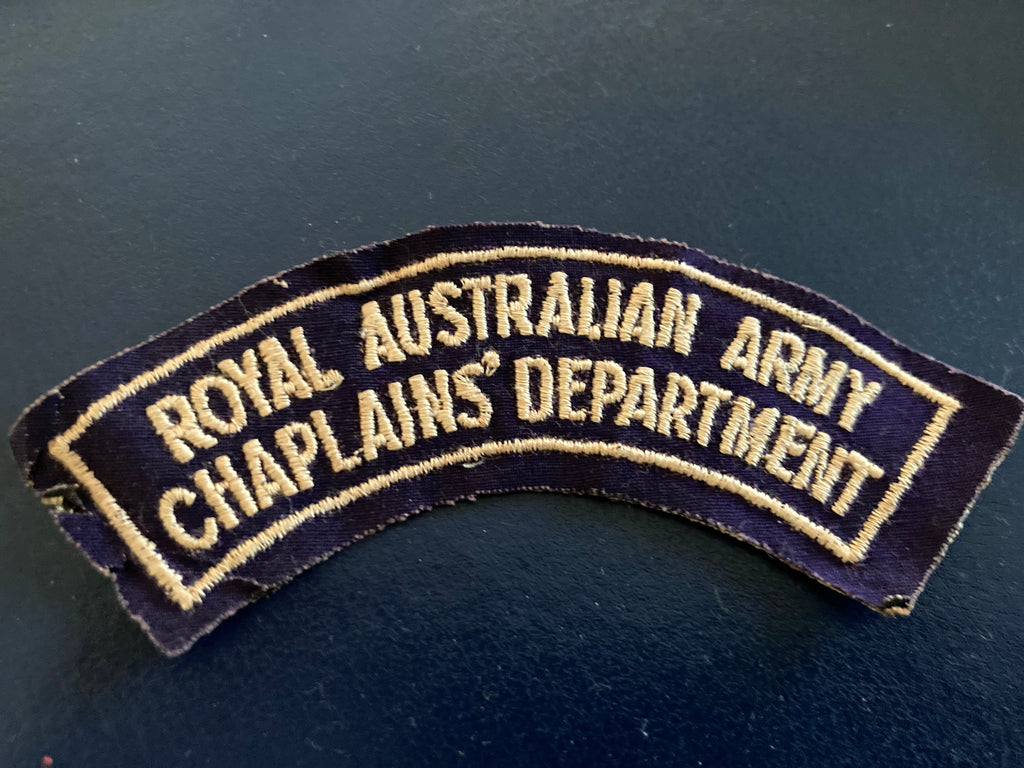 ROYAL AUSTRALIAN ARMY
CHAPLAINS' DEPARTMENT